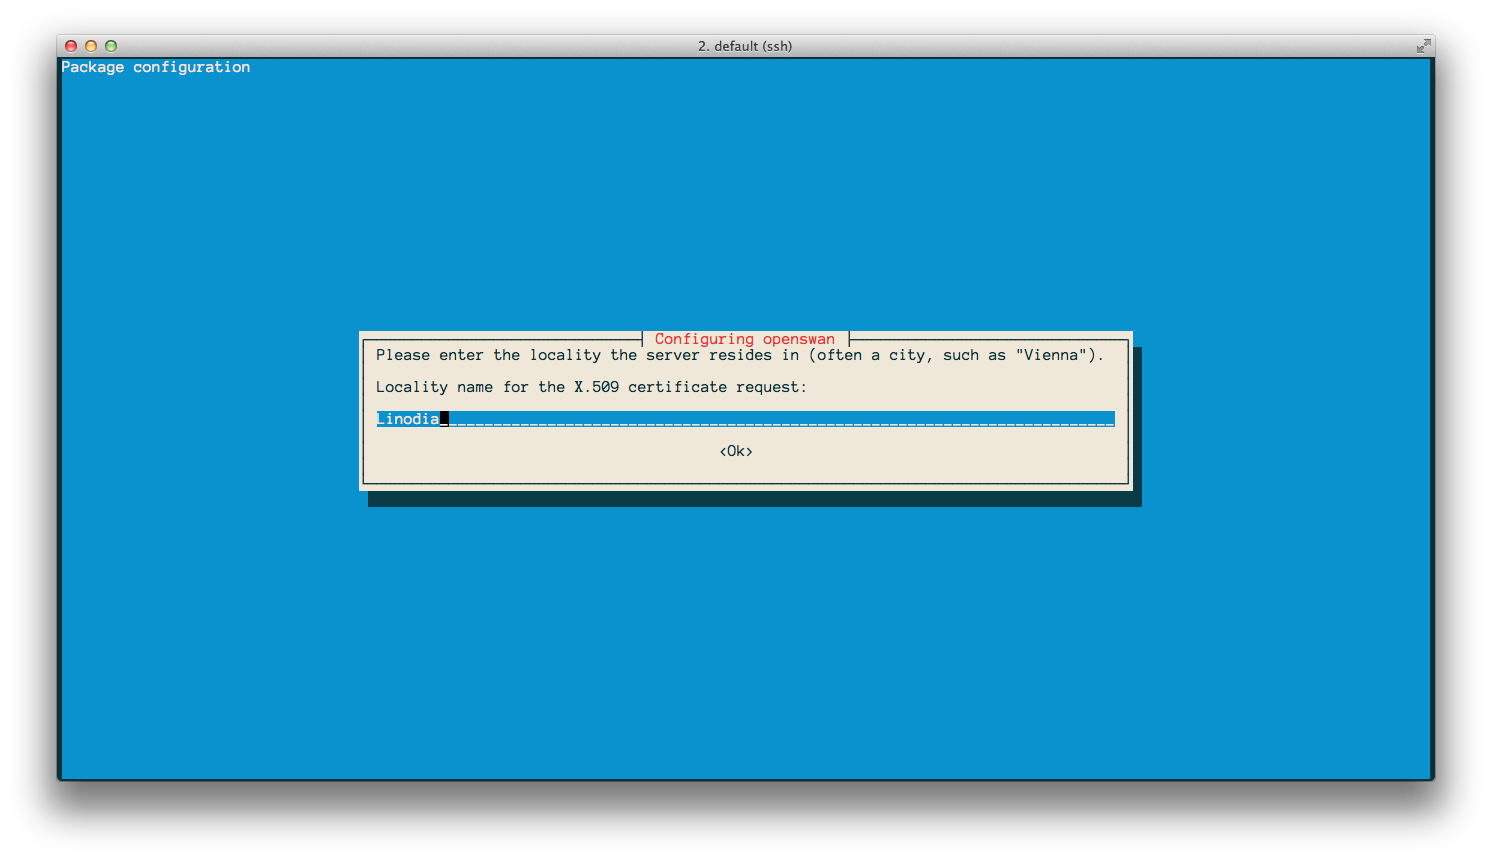 2. default (ssh)
Package configuration
Configuring openswan
Please enter the locality the server resides in (often a city, such as "Vienna").
Locality name for the X.509 certificate request:
Linodia
<Ok>